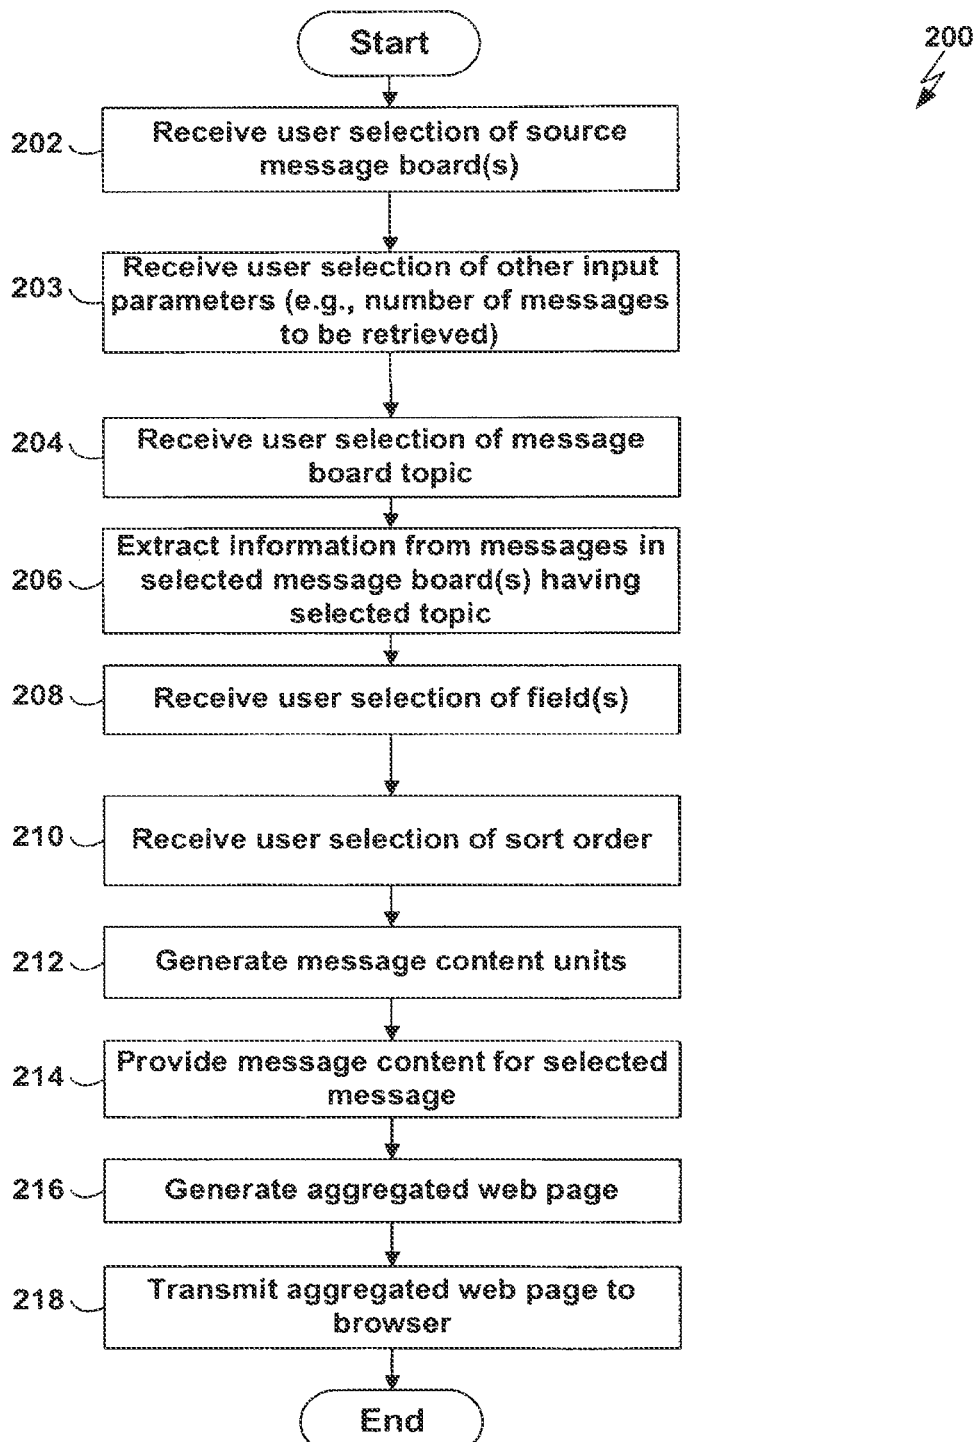 Start
200
202
Receive user selection of source
message board(s)
203
Receive user selection of other input
parameters (e.g., number of messages
to be retrieved)
204
Receive user selection of message
board topic
206
Extract information from messages in
selected message board(s) having
selected topic
208
Receive user selection of field(s)
210
Receive user selection of sort order
212
Generate message content units
214
Provide message content for selected
message
216
Generate aggregated web page
218
Transmit aggregated web page to
browser
End